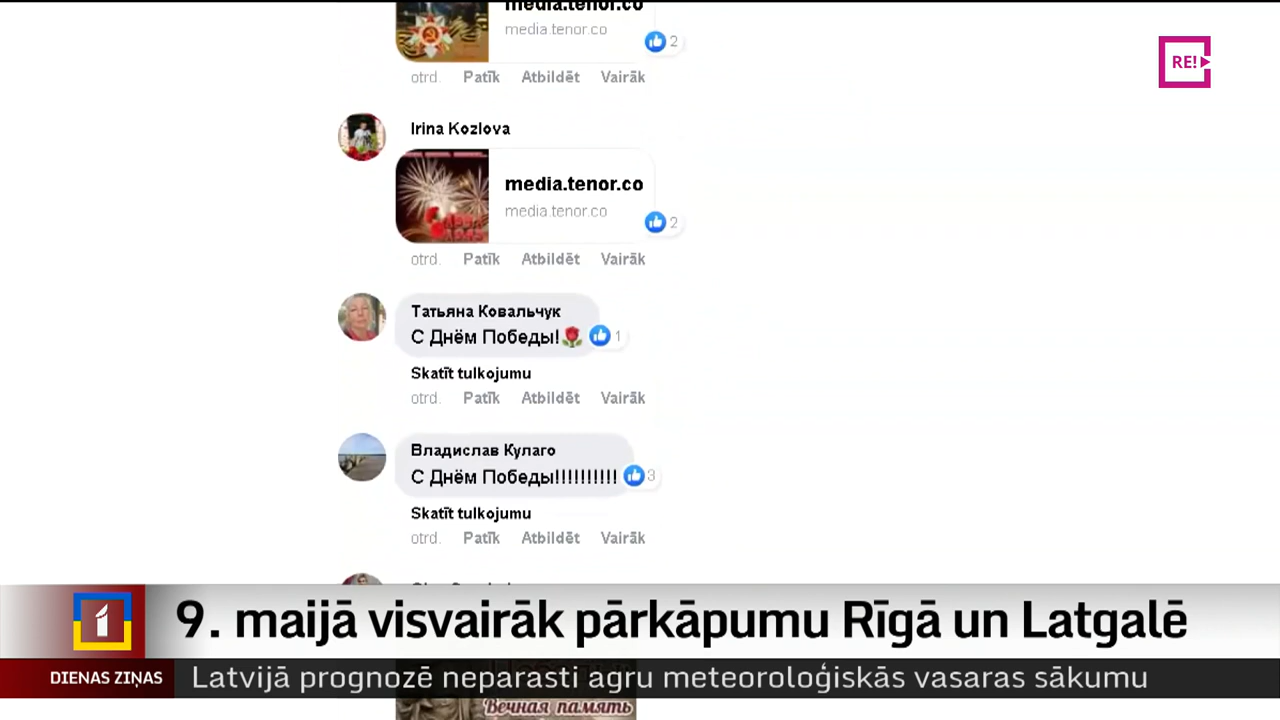 media.tenor.co
media.tenor.co
2
otrd. Patīk Atbildēt Vairāk
RE!
Irina Kozlova
media.tenor.co
media.tenor.co
2
otrd. Patīk Atbildēt Vairāk
Татьяна Ковальчук
С Днём Победы!🌹 1
Skatīt tulkojumu
otrd. Patīk Atbildēt Vairāk
Владислав Кулаго
С Днём Победы!!!!!!!!!! 3
Skatīt tulkojumu
otrd. Patīk Atbildēt Vairāk
1 9. maijā visvairāk pārkāpumu Rīgā un Latgalē
DIENAS ZIŅAS Latvijā prognozē neparasti agru meteoroloģiskās vasaras sākumu
Вечная память